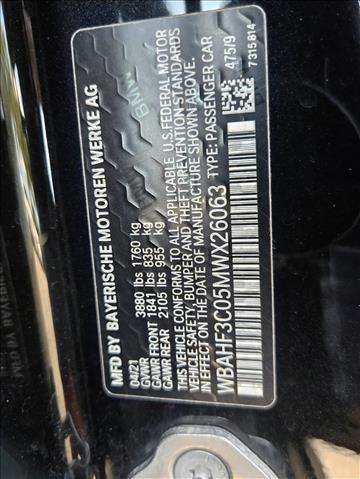 MFD BY BAYERISCHE MOTOREN WERKE AG
04/21
GVWR 3880 lbs 1760 kg
GAWR FRONT 1841 lbs 835 kg
GAWR REAR 2105 lbs 955 kg
THIS VEHICLE CONFORMS TO ALL APPLICABLE U.S.FEDERAL MOTOR
VEHICLE SAFETY, BUMPER AND THEFT PREVENTION STANDARDS
IN EFFECT ON THE DATE OF MANUFACTURE SHOWN ABOVE.
WBAHF3C05MWX26063 TYPE: PASSENGER CAR
475/9
7315814
BMW